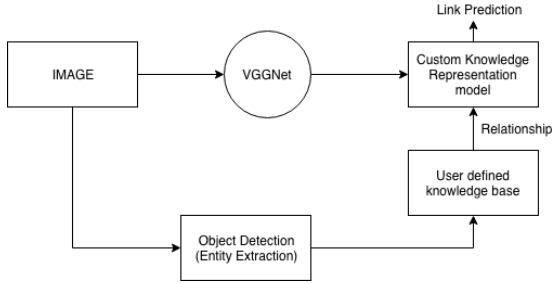 Link Prediction
IMAGE
VGGNet
Custom Knowledge
Representation
model
Relationship
User defined
knowledge base
Object Detection
(Entity Extraction)